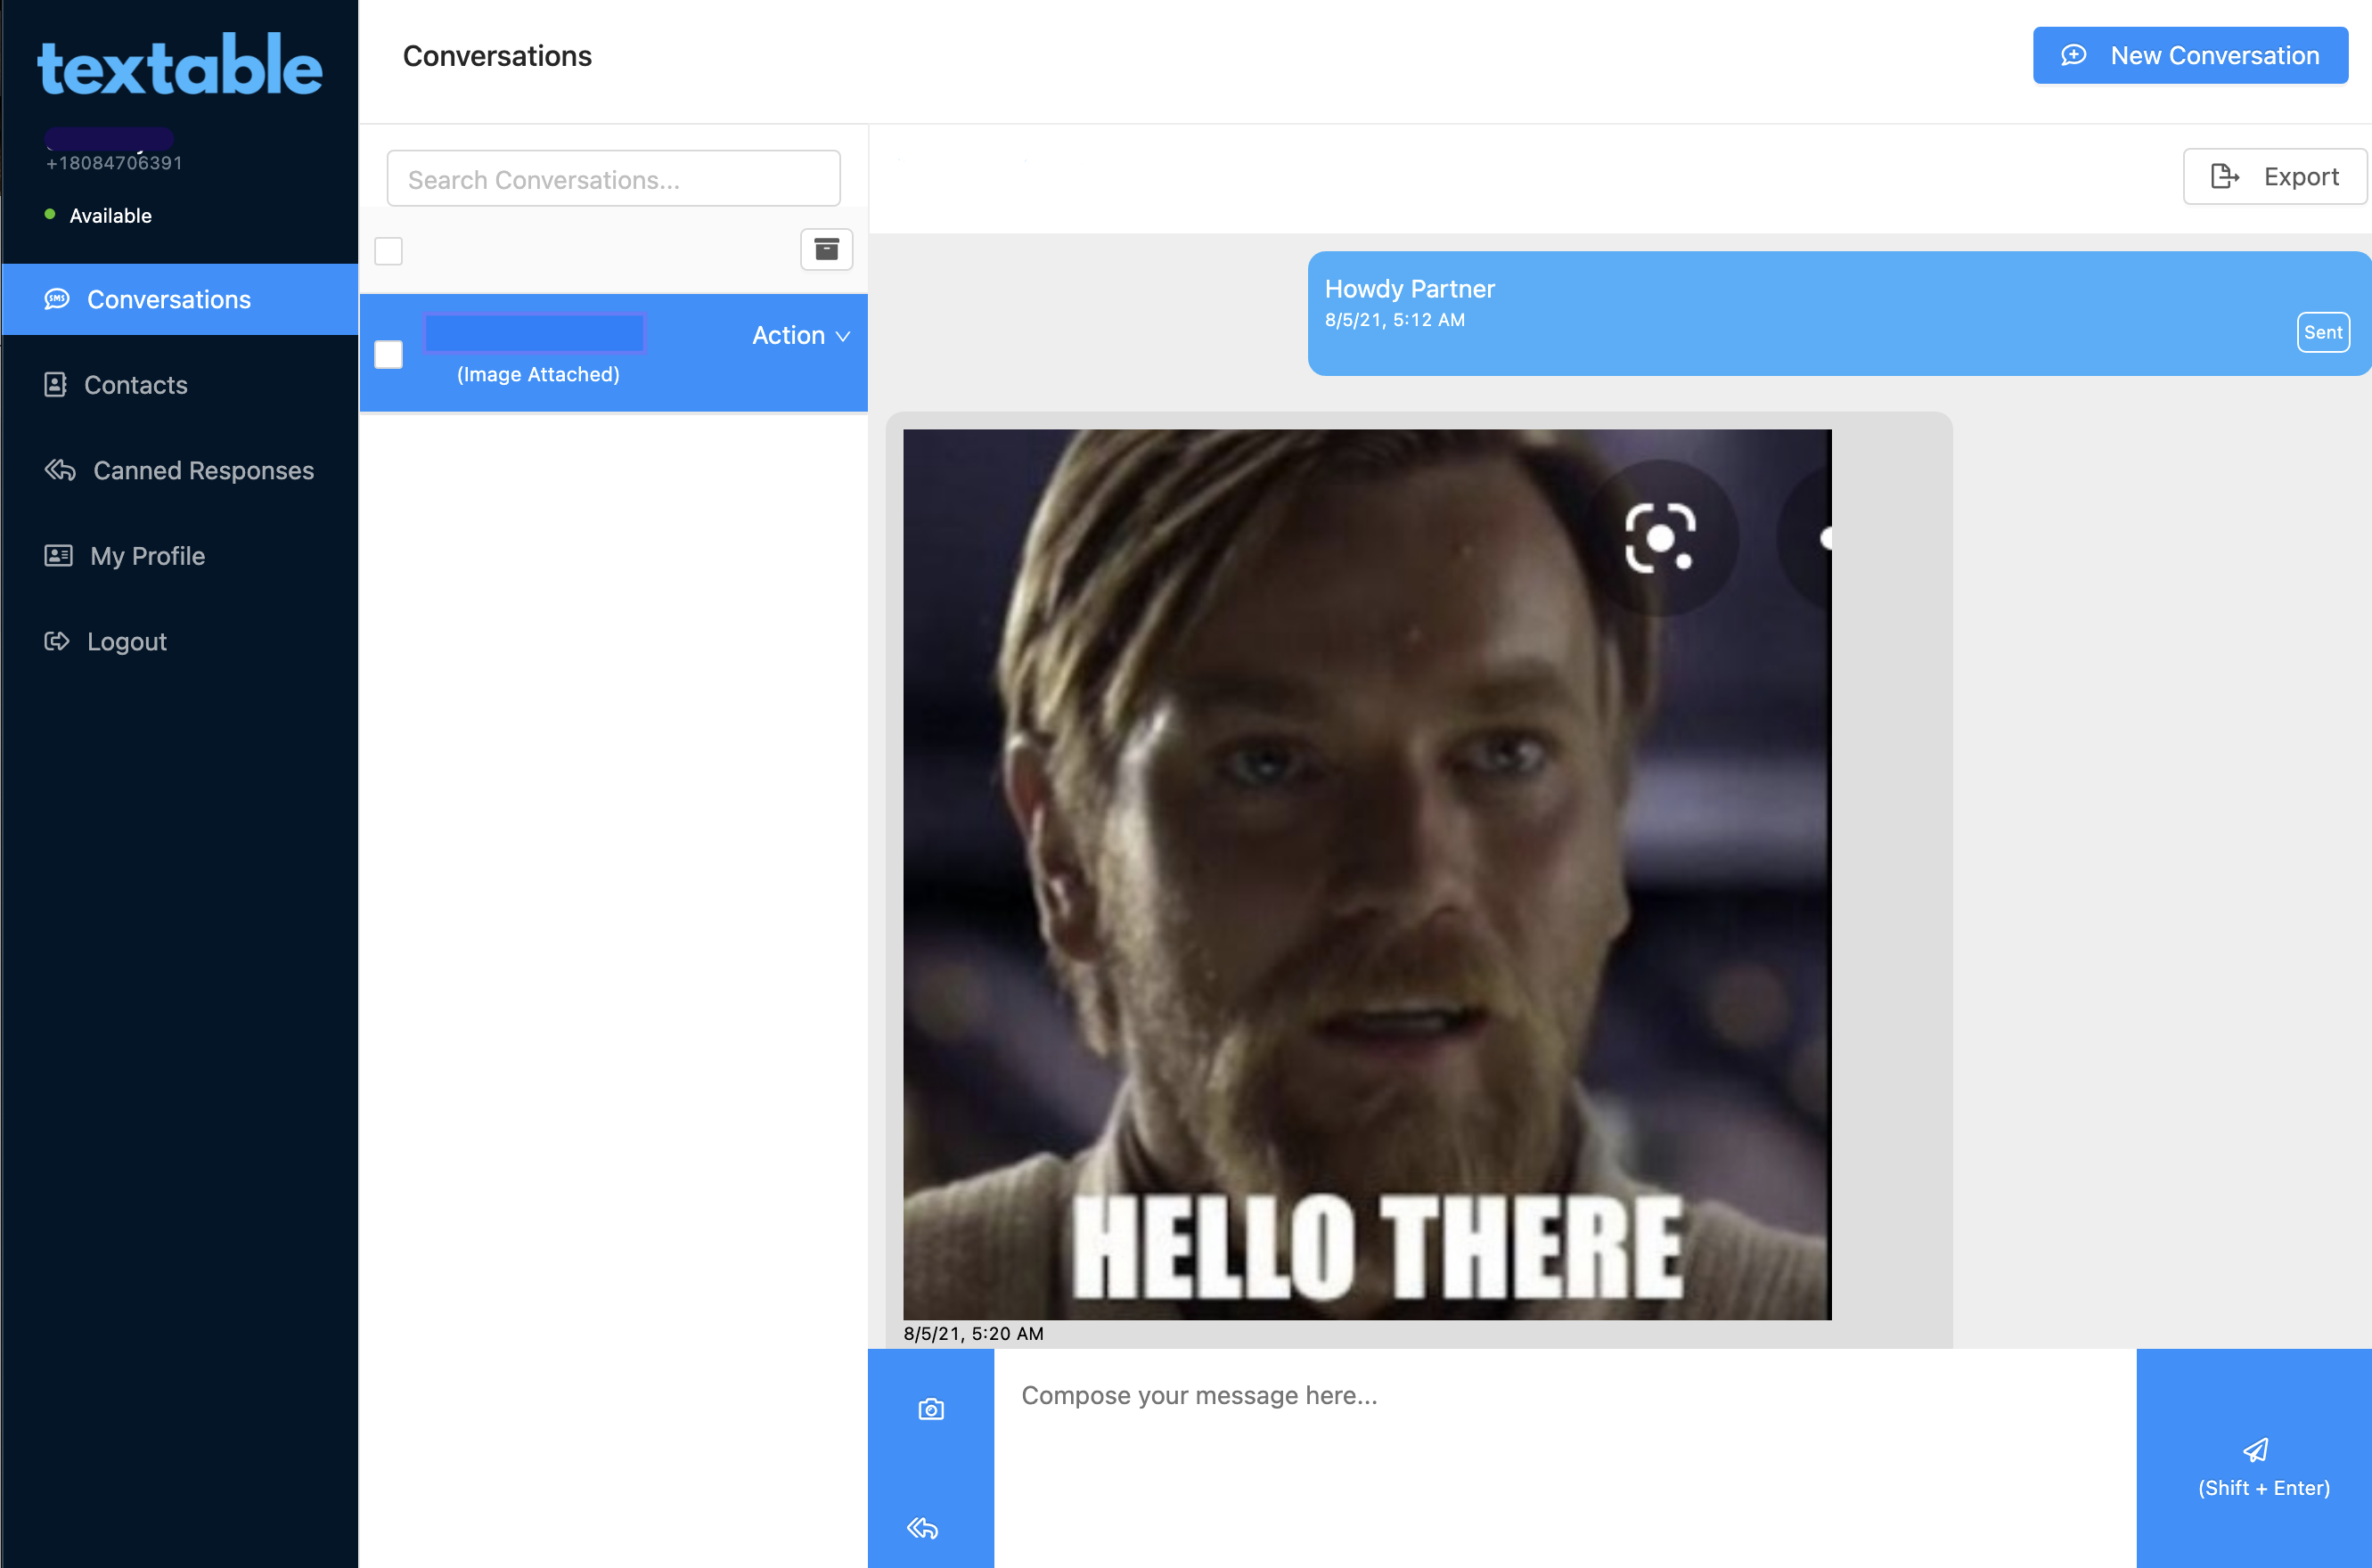 textable
+18084706391
Available
Conversations
Contacts
Canned Responses
My Profile
Logout
Conversations
New Conversation
Search Conversations...
Action
(Image Attached)
Export
Howdy Partner
8/5/21, 5:12 AM
Sent
HELLO THERE
8/5/21, 5:20 AM
Compose your message here...
(Shift + Enter)